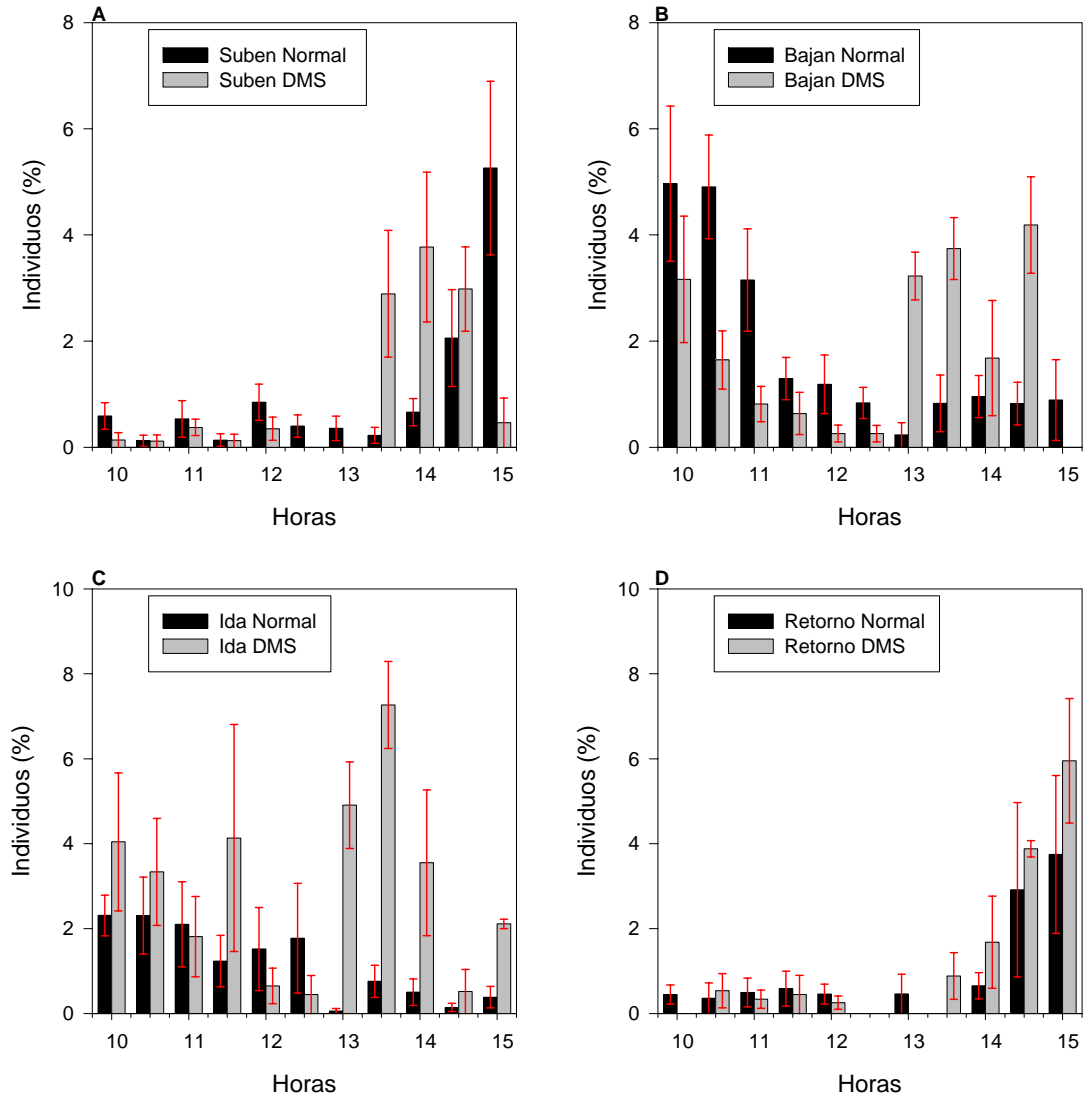 A
8
6
4
2
0
Individuos (%)
Suben Normal
Suben DMS
10 11 12 13 14 15
Horas
B
8
6
4
2
0
Individuos (%)
Bajan Normal
Bajan DMS
10 11 12 13 14 15
Horas
C
10
8
6
4
2
0
Individuos (%)
Ida Normal
Ida DMS
10 11 12 13 14 15
Horas
D
10
8
6
4
2
0
Individuos (%)
Retorno Normal
Retorno DMS
10 11 12 13 14 15
Horas